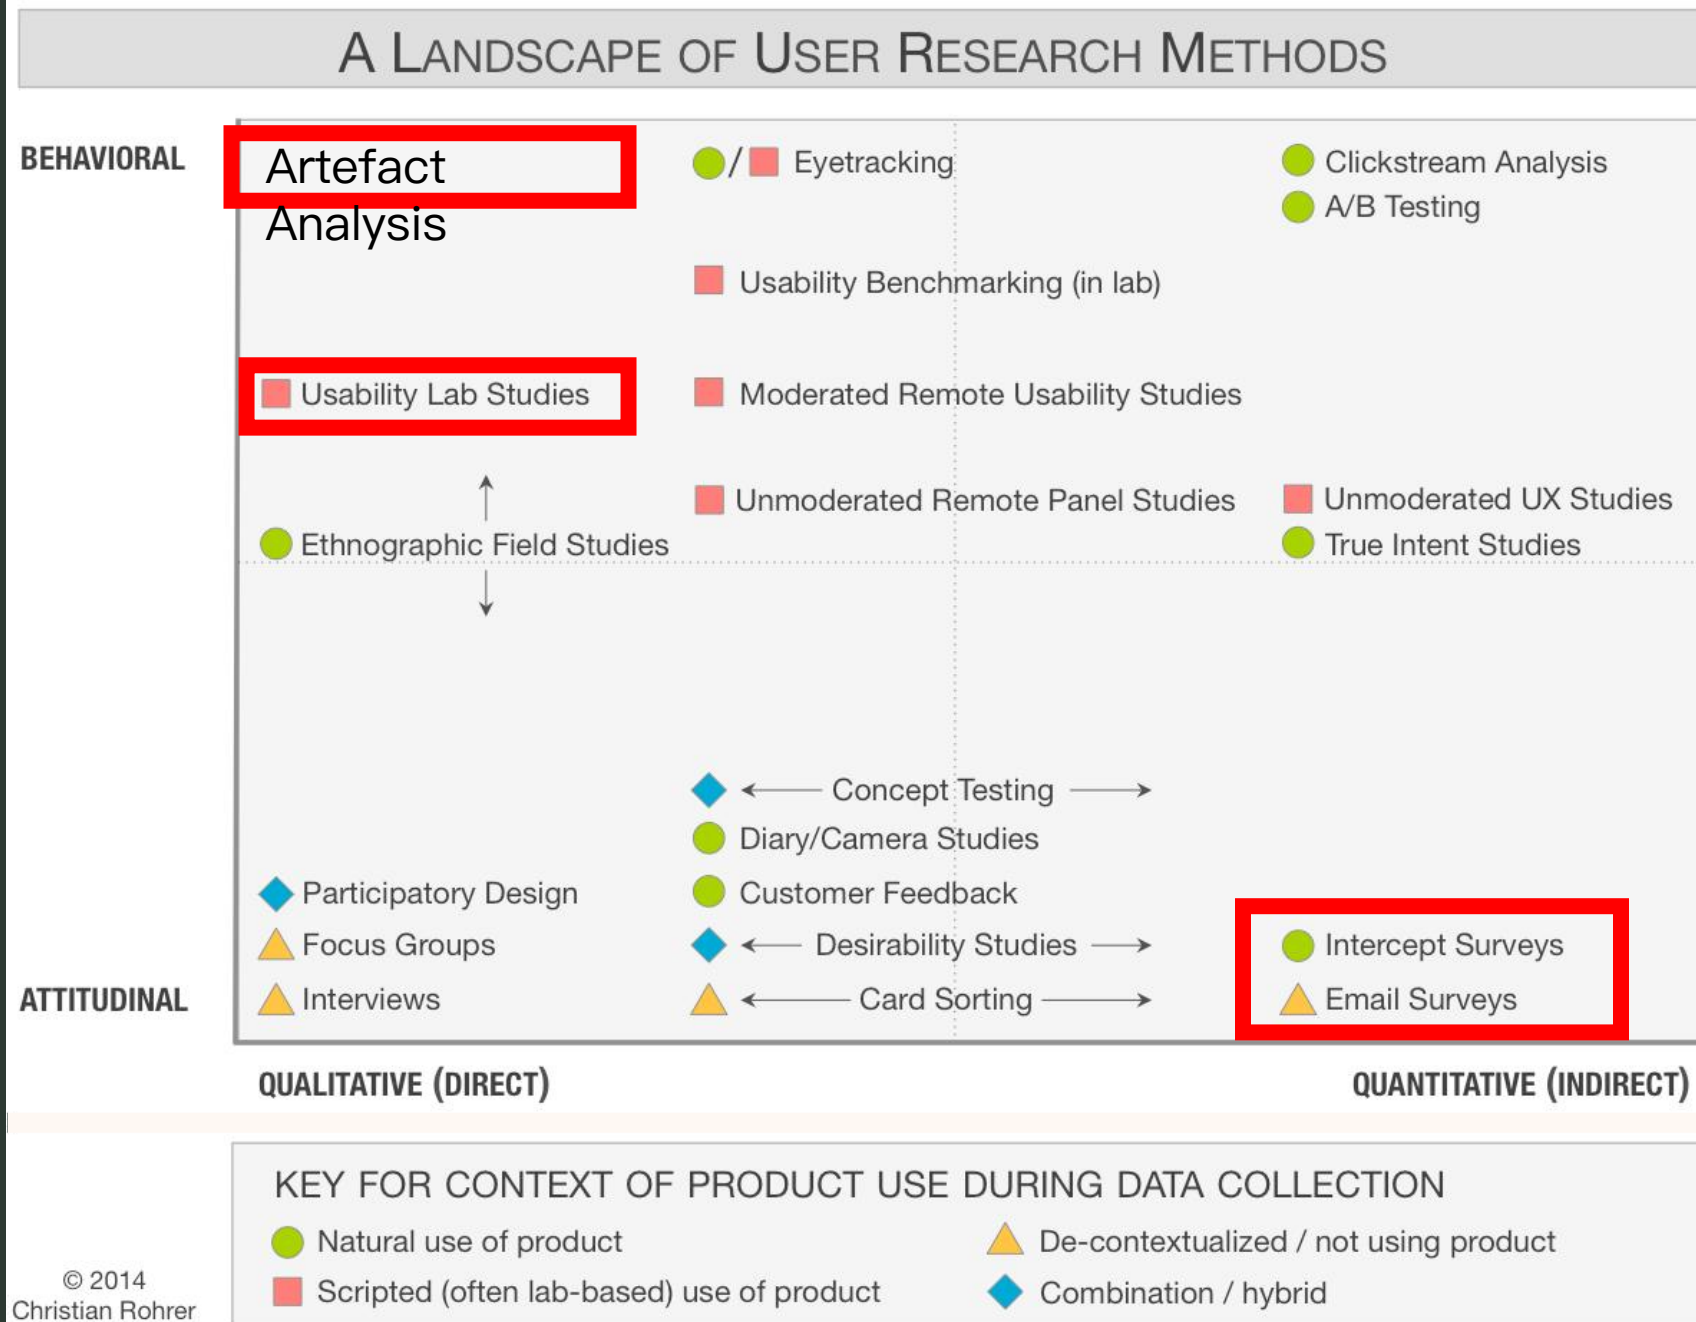 A LANDSCAPE OF USER RESEARCH METHODS
BEHAVIORAL
Artefact
Analysis
/ Eyetracking
Clickstream Analysis
A/B Testing
Usability Benchmarking (in lab)
Usability Lab Studies
Moderated Remote Usability Studies
Unmoderated Remote Panel Studies
Unmoderated UX Studies
Ethnographic Field Studies
True Intent Studies
Concept Testing
Diary/Camera Studies
Participatory Design
Customer Feedback
Focus Groups
Desirability Studies
Intercept Surveys
ATTITUDINAL
Interviews
Card Sorting
Email Surveys
QUALITATIVE (DIRECT)
QUANTITATIVE (INDIRECT)
KEY FOR CONTEXT OF PRODUCT USE DURING DATA COLLECTION
Natural use of product
De-contextualized / not using product
Scripted (often lab-based) use of product
Combination / hybrid
© 2014
Christian Rohrer